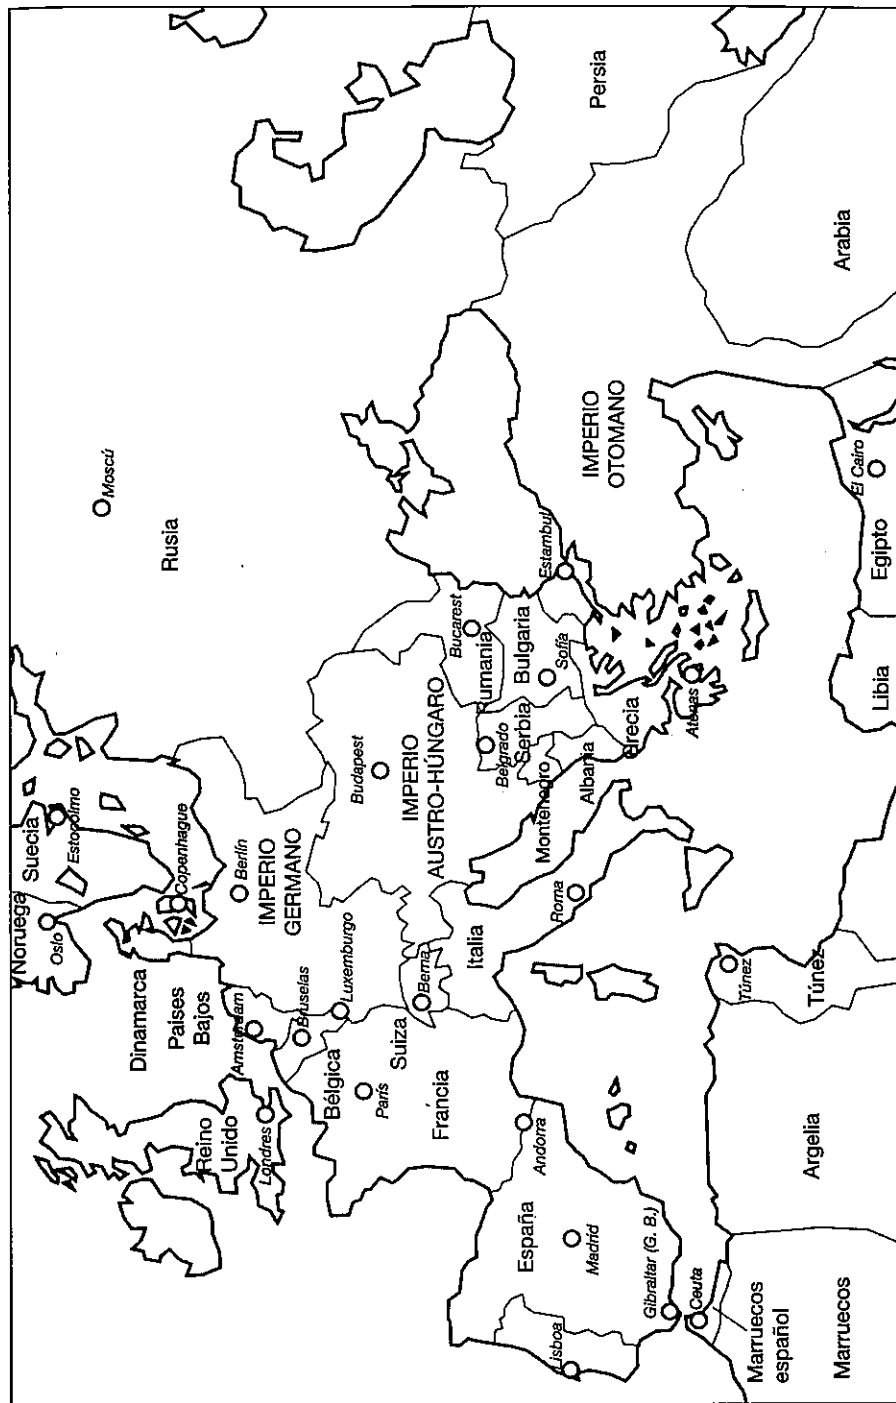 Noruega
Oslo
Suecia
Estocolmo
Copenhague
Moscú
Rusia
Dinamarca
Paises
Bajos
Amsterdam
Reino
Unido
Londres
Berlín
IMPERIO
GERMANO
Bruselas
Luxemburgo
Bélgica
París
Suiza
Berna
Francia
Budapest
IMPERIO
AUSTRO-HÚNGARO
Bucarest
Rumania
Belgrado
Serbia
Bulgaria
Sofía
Montenegro
Albania
Grecia
Atenas
Italia
Roma
Andorra
España
Madrid
Lisboa
Gibraltar (G. B.)
Ceuta
Marruecos
español
Marruecos
Argelia
Túnez
Túnez
Libia
Egipto
El Cairo
Estambul
IMPERIO
OTOMANO
Persia
Arabia